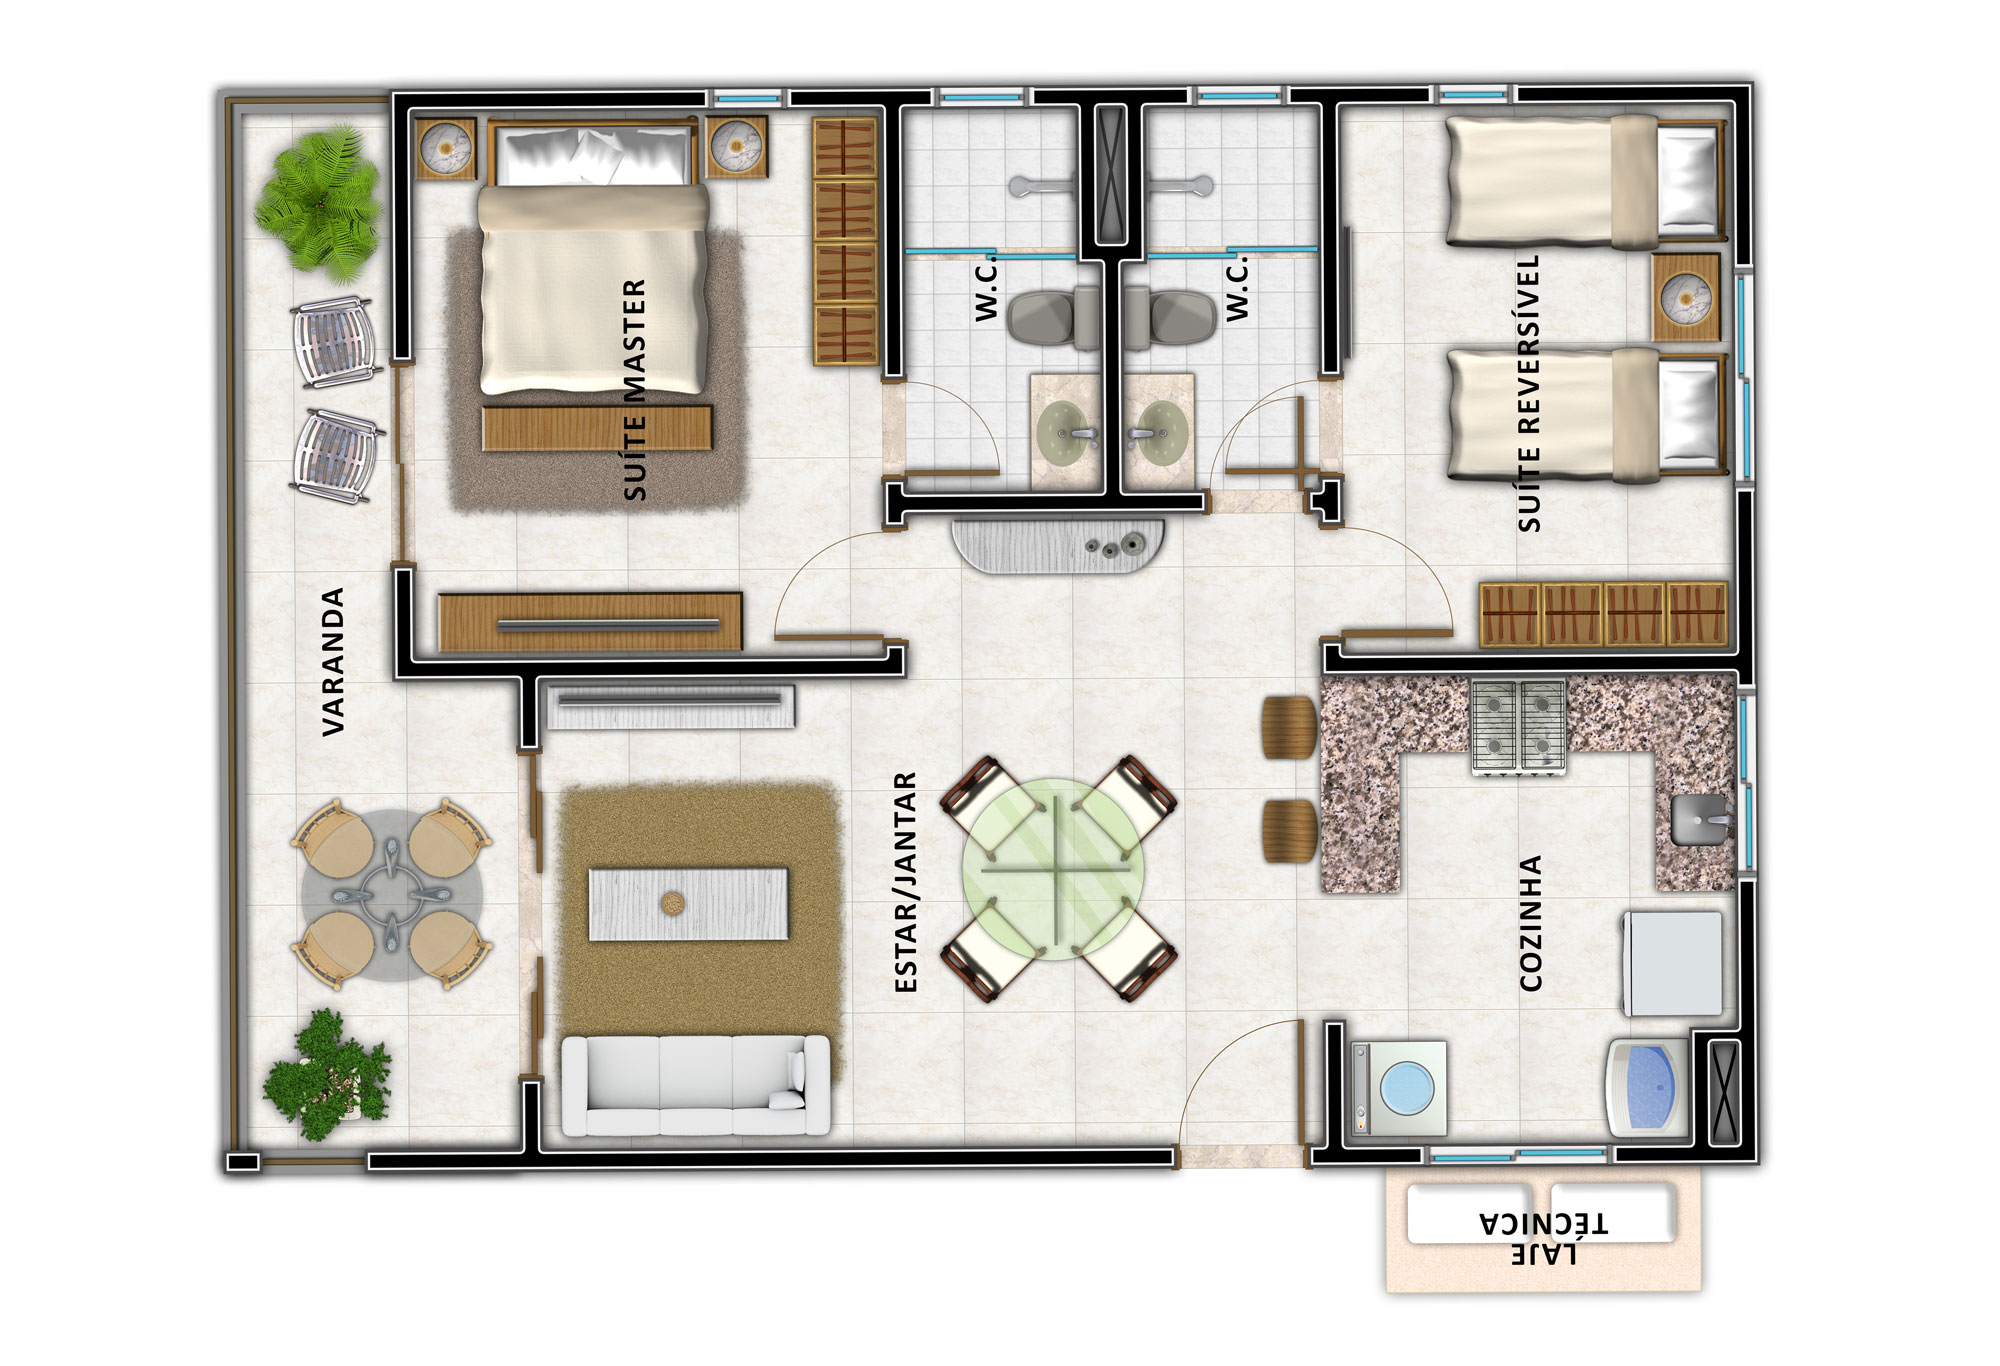 VARANDA
SUÍTE MASTER
W.C.
W.C.
SUÍTE REVERSÍVEL
ESTAR/JANTAR
COZINHA
LAJE
TÉCNICA